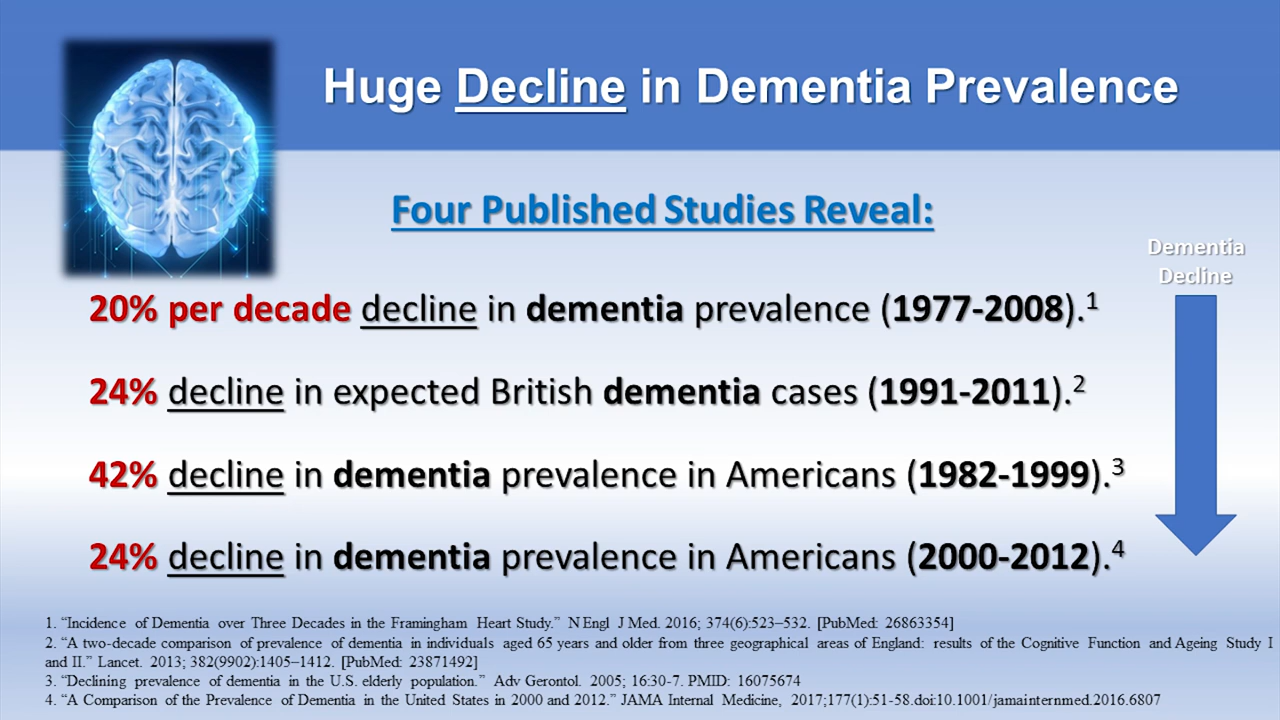 Huge Decline in Dementia Prevalence
Four Published Studies Reveal:
Dementia
Decline
20% per decade decline in dementia prevalence (1977-2008).1
24% decline in expected British dementia cases (1991-2011).2
42% decline in dementia prevalence in Americans (1982-1999).3
24% decline in dementia prevalence in Americans (2000-2012).4
1. “Incidence of Dementia over Three Decades in the Framingham Heart Study.” N Engl J Med. 2016; 374(6):523–532. [PubMed: 26863354]
2. “A two-decade comparison of prevalence of dementia in individuals aged 65 years and older from three geographical areas of England: results of the Cognitive Function and Ageing Study I
and II.” Lancet. 2013; 382(9902):1405–1412. [PubMed: 23871492]
3. “Declining prevalence of dementia in the U.S. elderly population.” Adv Gerontol. 2005; 16:30-7. PMID: 16075674
4. “A Comparison of the Prevalence of Dementia in the United States in 2000 and 2012.” JAMA Internal Medicine, 2017;177(1):51-58.doi:10.1001/jamainternmed.2016.6807